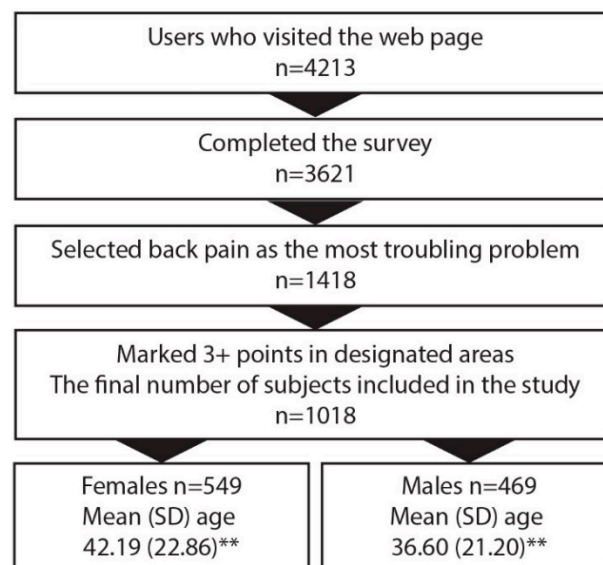 Users who visited the web page
n=4213
Completed the survey
n=3621
Selected back pain as the most troubling problem
n=1418
Marked 3+ points in designated areas
The final number of subjects included in the study
n=1018
Females n=549
Mean (SD) age
42.19 (22.86)**
Males n=469
Mean (SD) age
36.60 (21.20)**